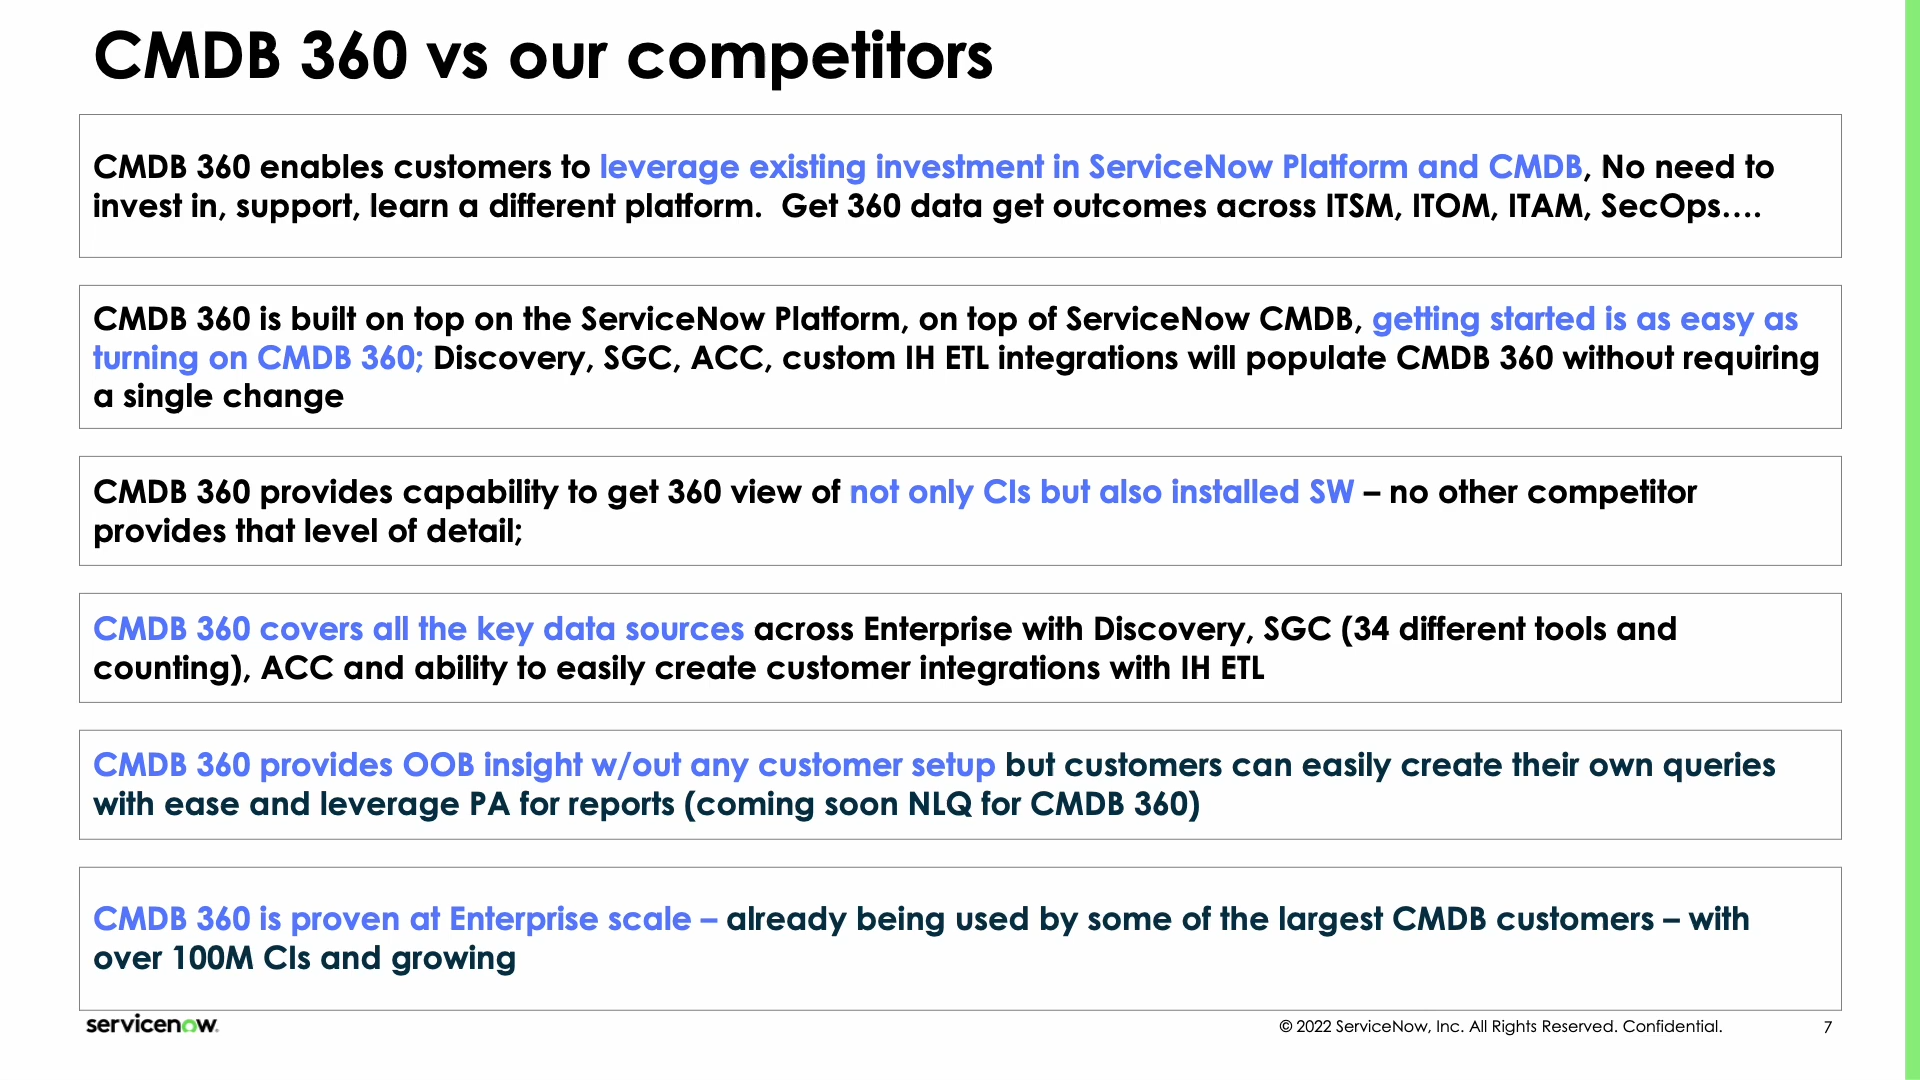 CMDB 360 vs our competitors
CMDB 360 enables customers to leverage existing investment in ServiceNow Platform and CMDB, No need to
invest in, support, learn a different platform.  Get 360 data get outcomes across ITSM, ITOM, ITAM, SecOps….
CMDB 360 is built on top on the ServiceNow Platform, on top of ServiceNow CMDB, getting started is as easy as
turning on CMDB 360; Discovery, SGC, ACC, custom IH ETL integrations will populate CMDB 360 without requiring
a single change
CMDB 360 provides capability to get 360 view of not only CIs but also installed SW – no other competitor
provides that level of detail;
CMDB 360 covers all the key data sources across Enterprise with Discovery, SGC (34 different tools and
counting), ACC and ability to easily create customer integrations with IH ETL
CMDB 360 provides OOB insight w/out any customer setup but customers can easily create their own queries
with ease and leverage PA for reports (coming soon NLQ for CMDB 360)
CMDB 360 is proven at Enterprise scale – already being used by some of the largest CMDB customers – with
over 100M CIs and growing
servicenow.
© 2022 ServiceNow, Inc. All Rights Reserved. Confidential.
7